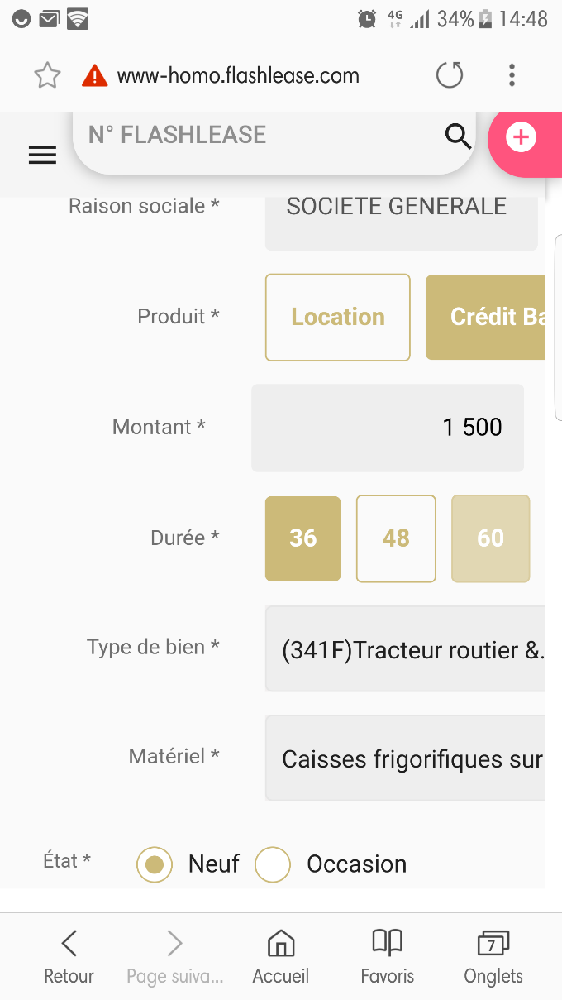 4G 34% 14:48
www-homo.flashlease.com
N° FLASHLEASE
Raison sociale * SOCIETE GENERALE
Produit * Location Crédit Ba
Montant * 1 500
Durée * 36 48 60
Type de bien * (341F)Tracteur routier &.
Matériel * Caisses frigorifiques sur.
État * Neuf Occasion
7
Retour Page suiva... Accueil Favoris Onglets